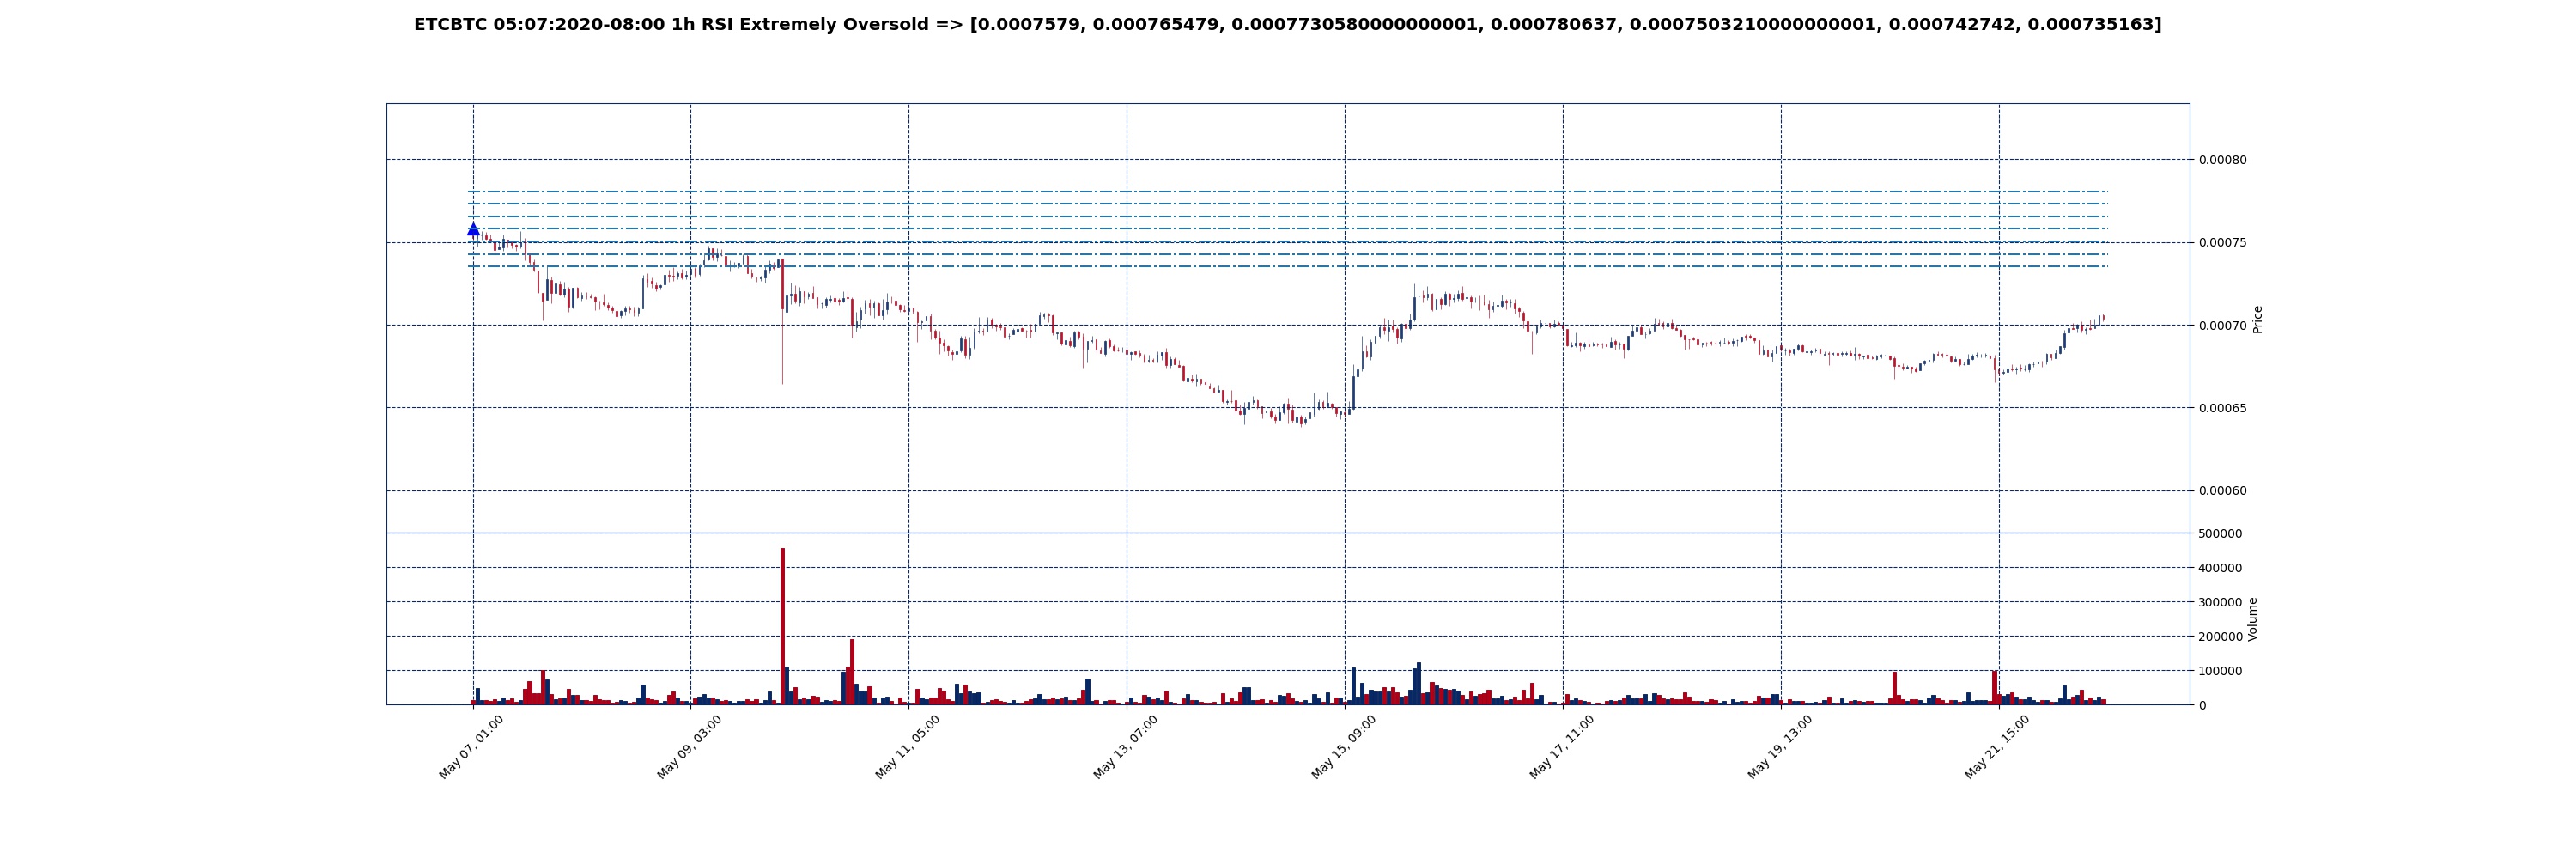 ETCBTC 05:07:2020-08:00 1h RSI Extremely Oversold => [0.0007579, 0.000765479, 0.0007730580000000001, 0.000780637, 0.0007503210000000001, 0.000742742, 0.000735163]
0.00080
0.00075
0.00070
0.00065
0.00060
Price
500000
400000
300000
200000
100000
0
Volume
May 07, 01:00
May 09, 03:00
May 11, 05:00
May 13, 07:00
May 15, 09:00
May 17, 11:00
May 19, 13:00
May 21, 15:00